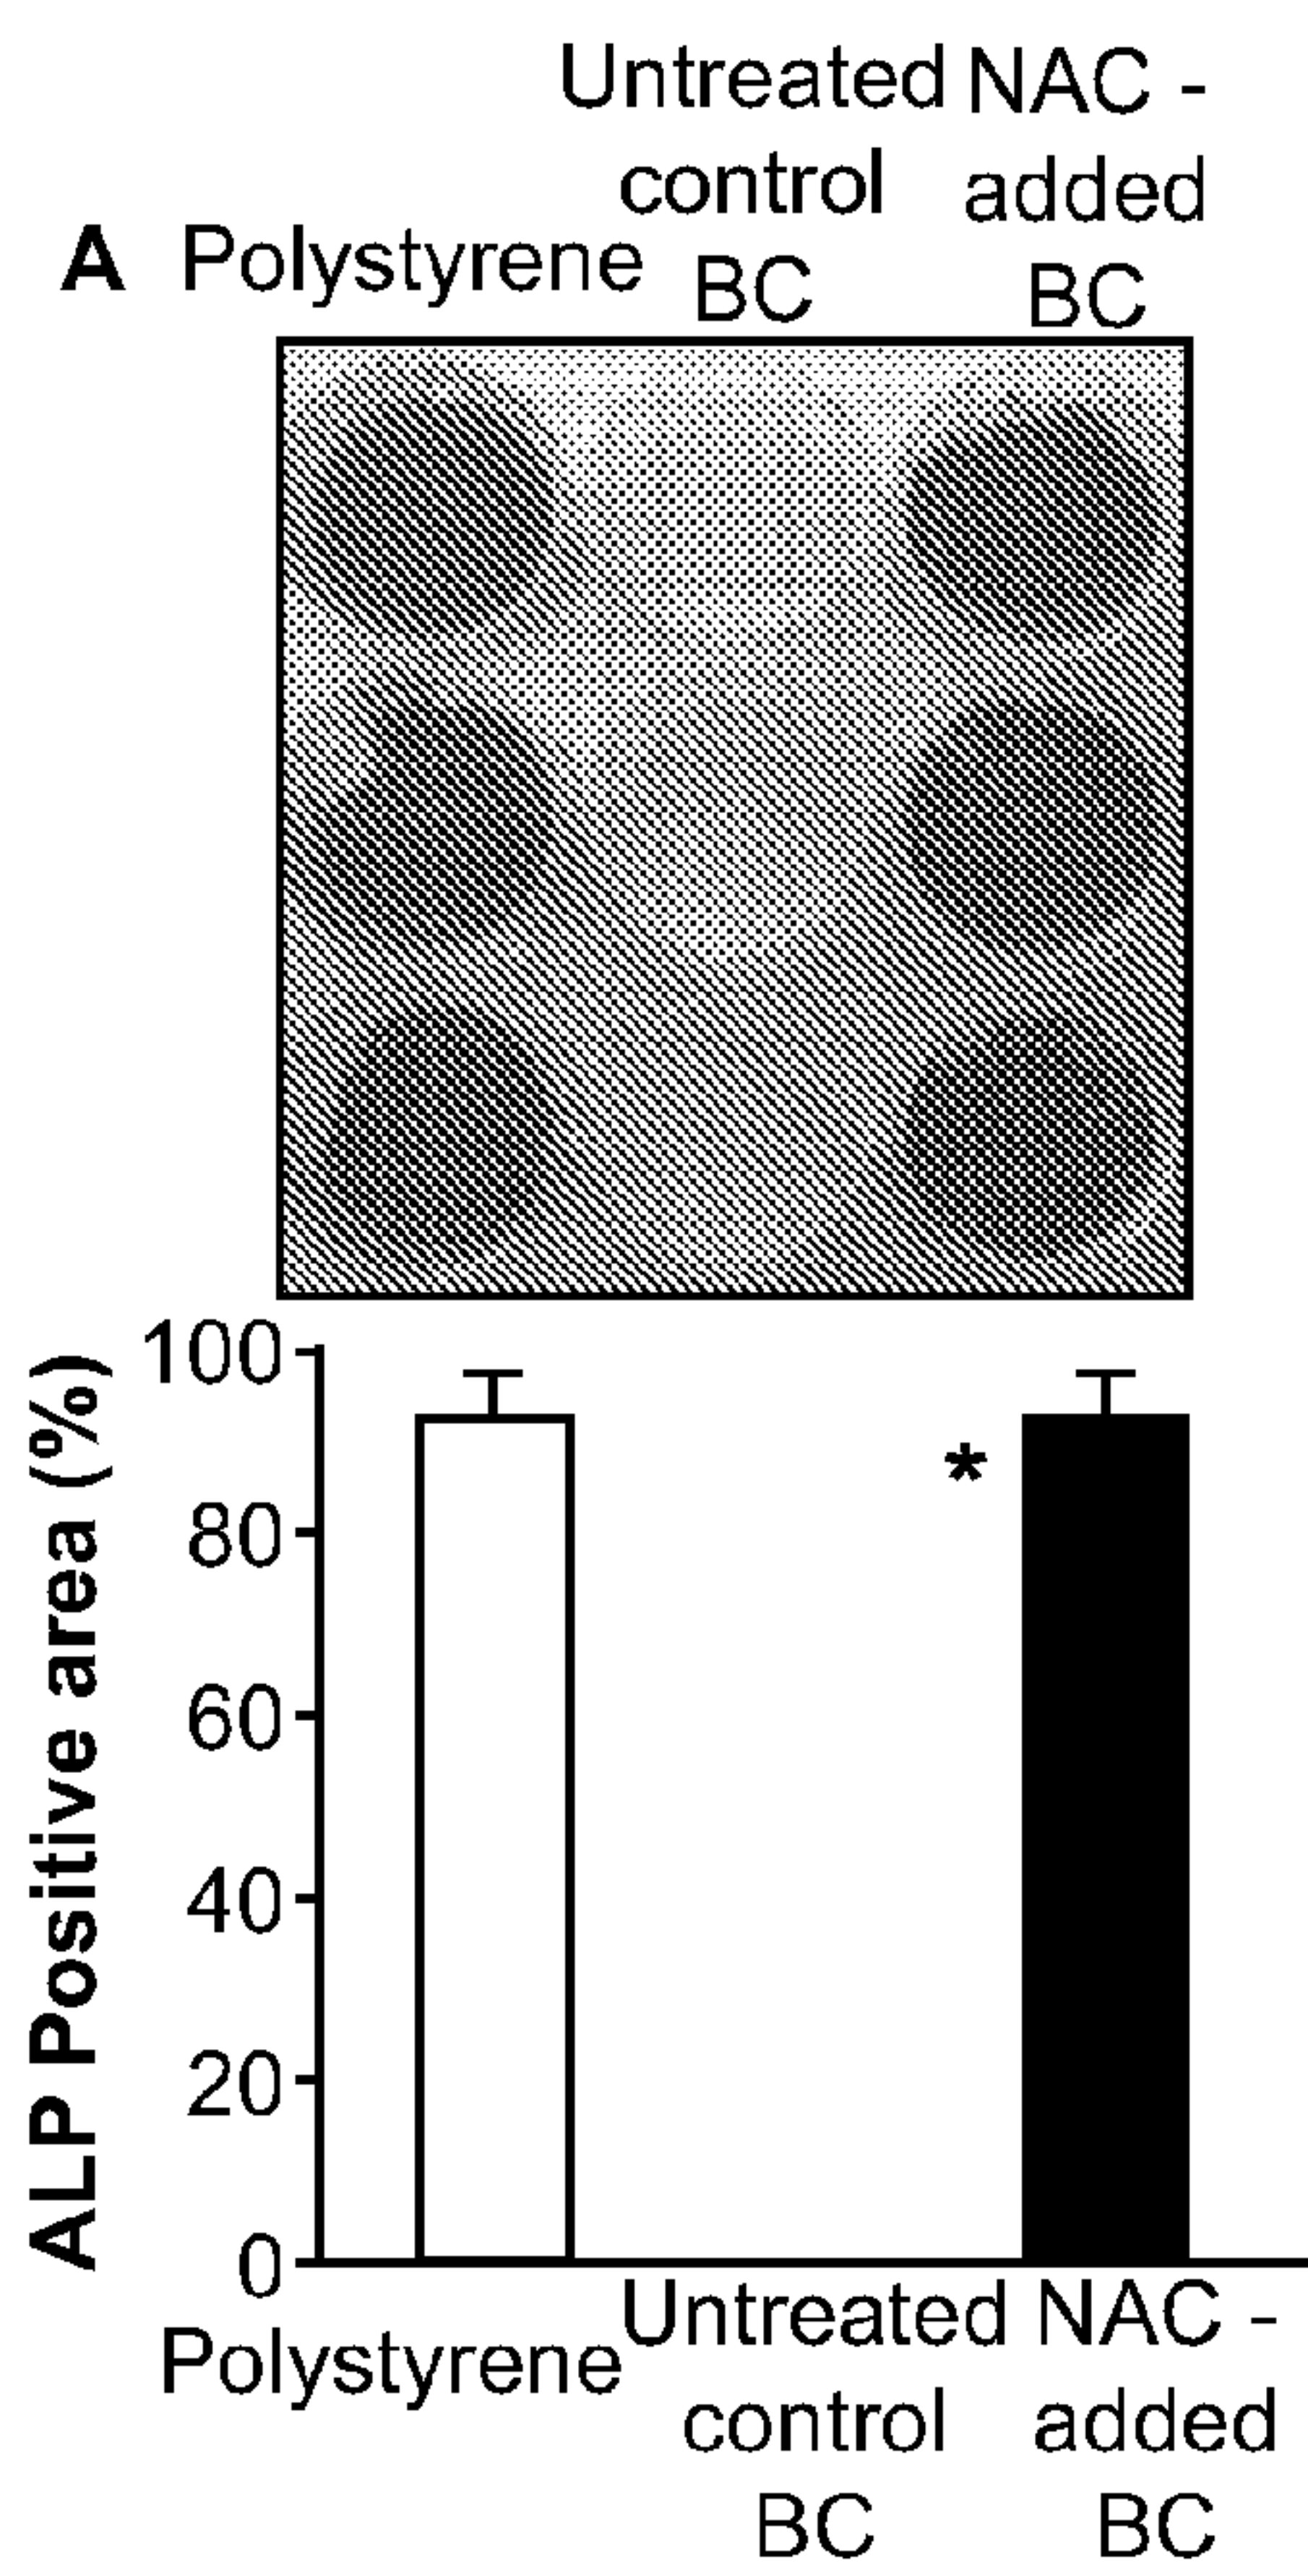 Untreated NAC -
control added
A Polystyrene BC BC
100
*
80
60
40
20
0
ALP Positive area (%)
Polystyrene Untreated NAC -
control added
BC BC